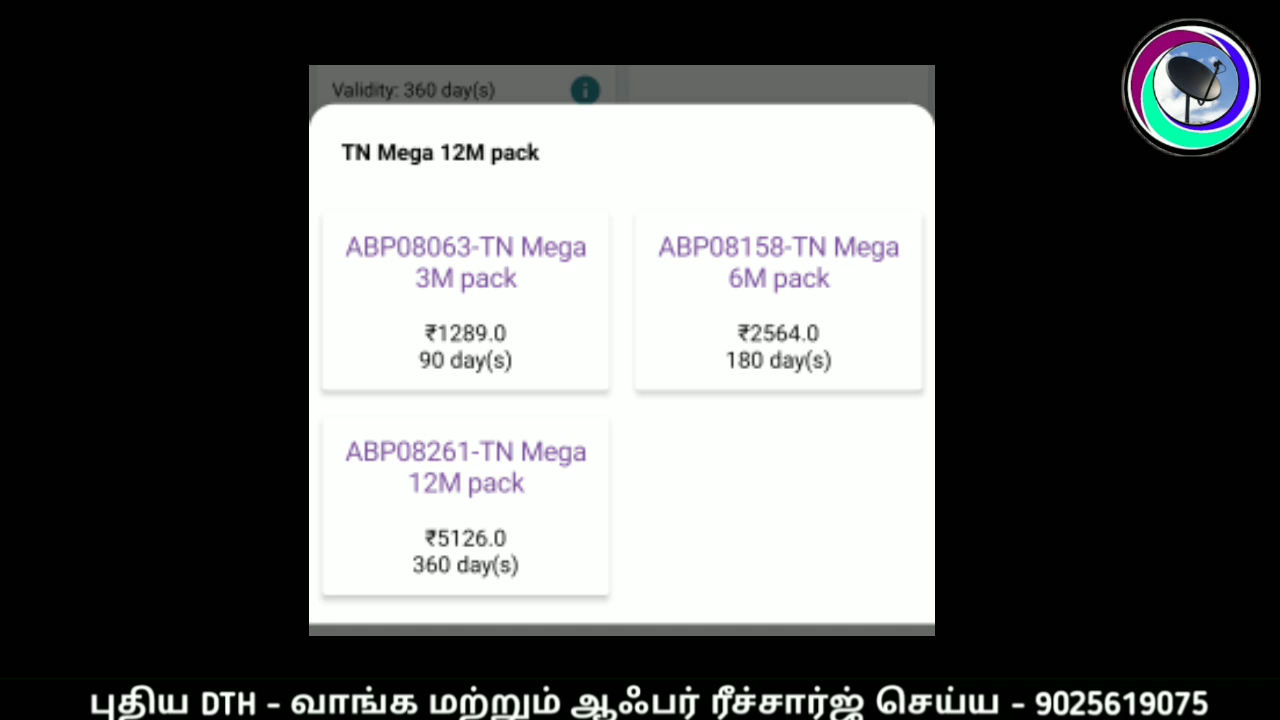 Validity: 360 day(s)
TN Mega 12M pack
ABP08063-TN Mega
3M pack
₹1289.0
90 day(s)
ABP08158-TN Mega
6M pack
₹2564.0
180 day(s)
ABP08261-TN Mega
12M pack
₹5126.0
360 day(s)
புதிய DTH - வாங்க மற்றும் ஆஃபர் ரீச்சார்ஜ் செய்ய - 9025619075